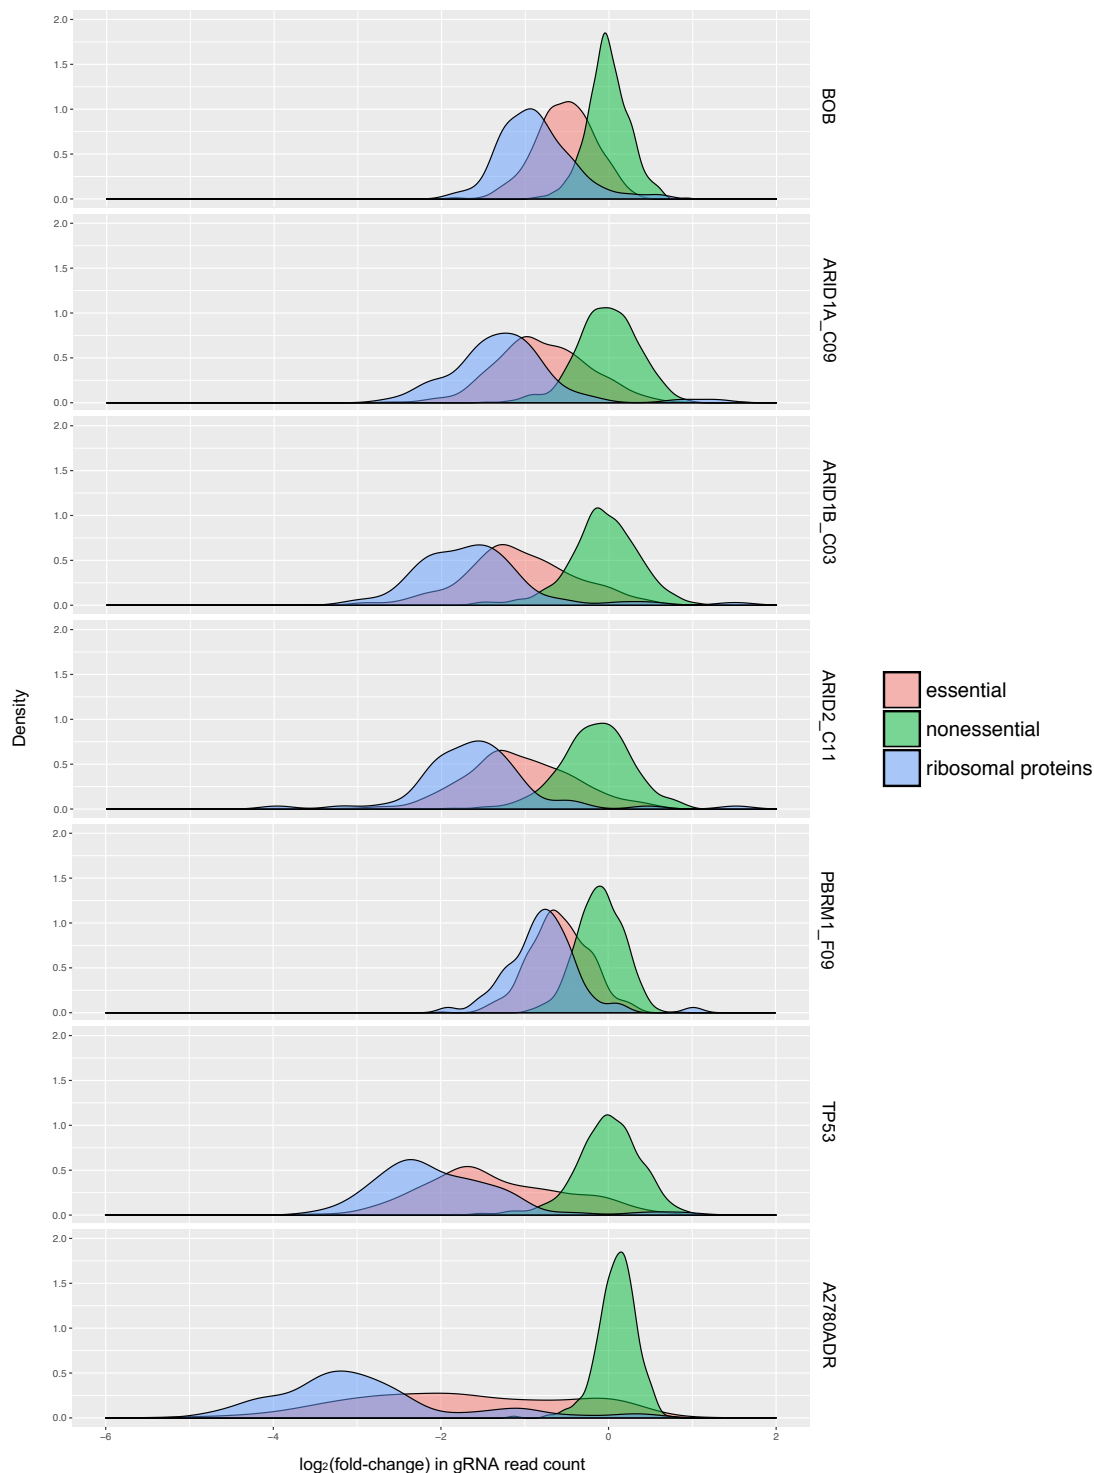 2.0
1.5
1.0
0.5
0.0
BOB
2.0
1.5
1.0
0.5
0.0
ARID1A_C09
2.0
1.5
1.0
0.5
0.0
ARID1B_C03
2.0
1.5
1.0
0.5
0.0
ARID2_C11
2.0
1.5
1.0
0.5
0.0
PBRM1_F09
2.0
1.5
1.0
0.5
0.0
TP53
2.0
1.5
1.0
0.5
0.0
A2780ADR
Density
-6 -4 -2 0 2
log₂(fold-change) in gRNA read count
essential
nonessential
ribosomal proteins